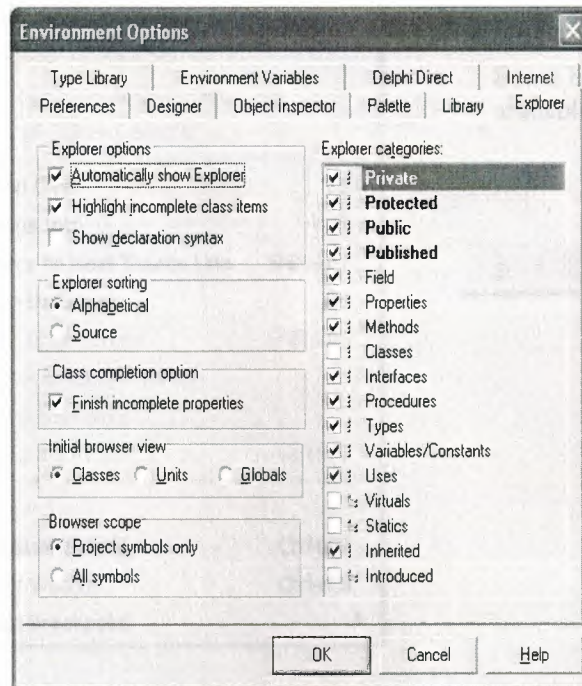 Environment Options
Type Library Environment Variables Delphi Direct Internet
Preferences Designer Object Inspector Palette Library Explorer
Explorer options
Automatically show Explorer
Highlight incomplete class items
Show declaration syntax
Explorer sorting
Alphabetical
Source
Class completion option
Finish incomplete properties
Initial browser view
Classes Units Globals
Browser scope
Project symbols only
All symbols
Explorer categories:
Private
Protected
Public
Published
Field
Properties
Methods
Classes
Interfaces
Procedures
Types
Variables/Constants
Uses
Virtuals
Statics
Inherited
Introduced
OK Cancel Help